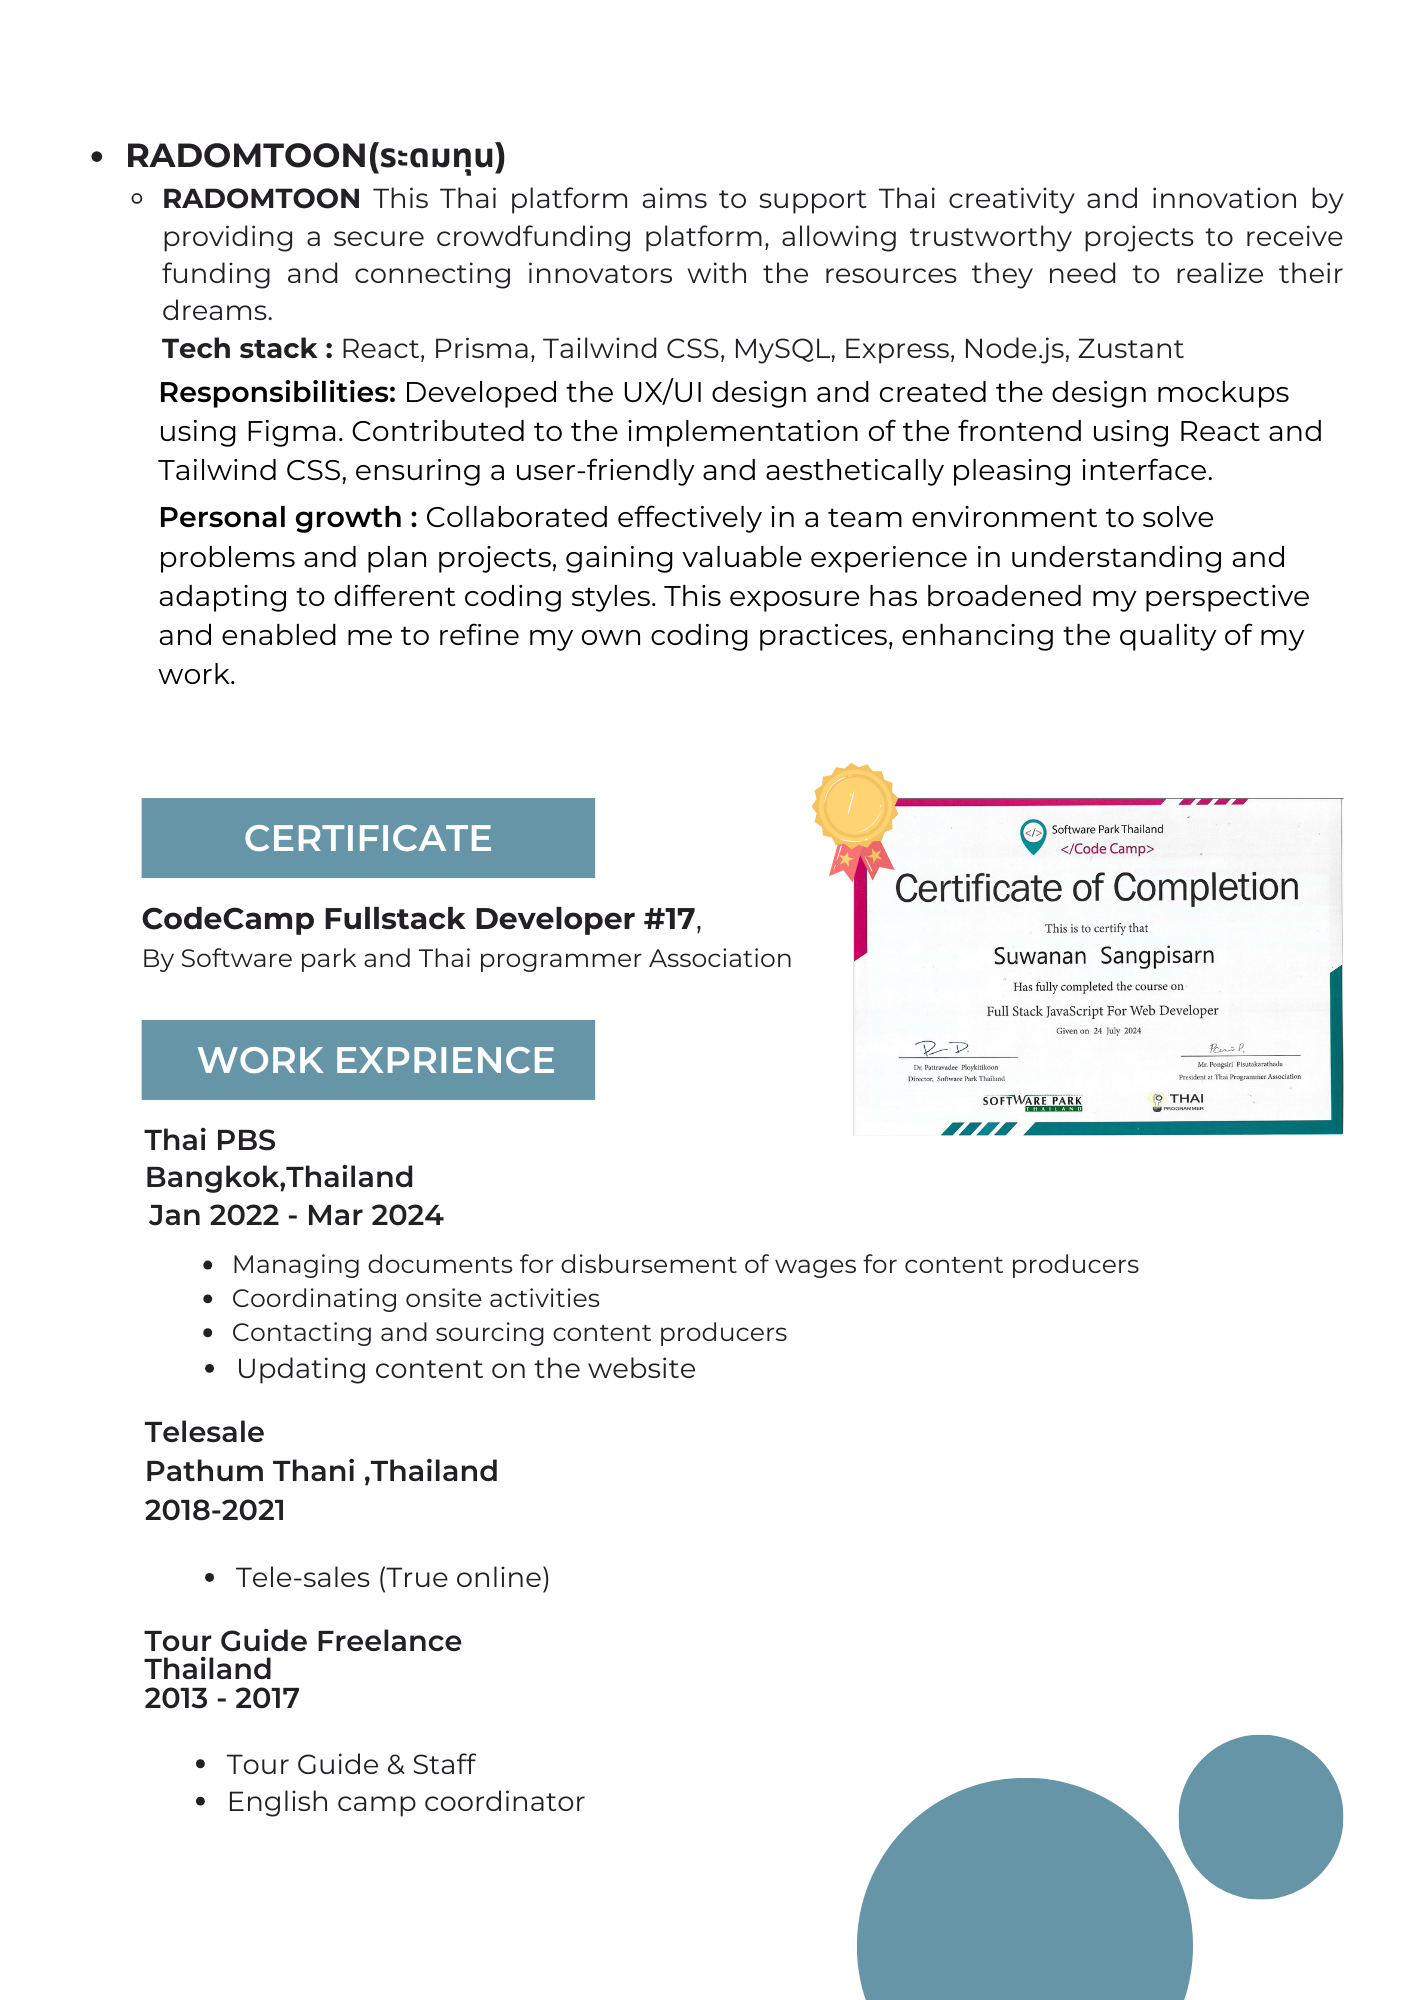 RADOMTOON(ระดมทุน)
RADOMTOON This Thai platform aims to support Thai creativity and innovation by
providing a secure crowdfunding platform, allowing trustworthy projects to receive
funding and connecting innovators with the resources they need to realize their
dreams.
Tech stack : React, Prisma, Tailwind CSS, MySQL, Express, Node.js, Zustant
Responsibilities: Developed the UX/UI design and created the design mockups
using Figma. Contributed to the implementation of the frontend using React and
Tailwind CSS, ensuring a user-friendly and aesthetically pleasing interface.
Personal growth : Collaborated effectively in a team environment to solve
problems and plan projects, gaining valuable experience in understanding and
adapting to different coding styles. This exposure has broadened my perspective
and enabled me to refine my own coding practices, enhancing the quality of my
work.
CERTIFICATE
CodeCamp Fullstack Developer #17,
By Software park and Thai programmer Association
</>
Software Park Thailand
</Code Camp>
Certificate of Completion
This is to certify that
Suwanan Sangpisarn
Has fully completed the course on
Full Stack JavaScript For Web Developer
Given on 24 July 2024
Dr. Pattravadee Ploykitikoon
Director, Software Park Thailand
Mr. Pongsiri Pisutakarathada
President at Thai Programmer Association
SOFTWARE PARK
THAILAND
THAI
PROGRAMMER
WORK EXPRIENCE
Thai PBS
Bangkok,Thailand
Jan 2022 - Mar 2024
Managing documents for disbursement of wages for content producers
Coordinating onsite activities
Contacting and sourcing content producers
Updating content on the website
Telesale
Pathum Thani ,Thailand
2018-2021
Tele-sales (True online)
Tour Guide Freelance
Thailand
2013 - 2017
Tour Guide & Staff
English camp coordinator